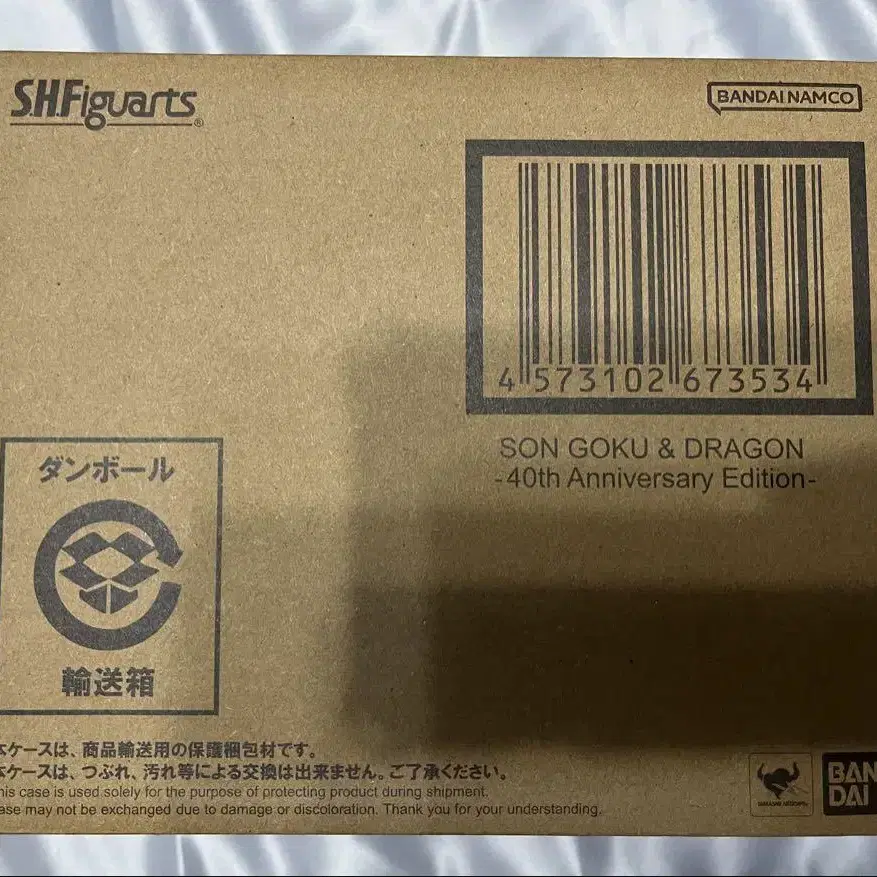 S.H.Figuarts
BANDAI NAMCO
4 573102 673534
SON GOKU & DRAGON
-40th Anniversary Edition-
ダンボール
輸送箱
本ケースは、商品輸送用の保護梱包材です。
本ケースは、つぶれ、汚れ等による交換は出来ません。ご了承ください。
his case is used solely for the purpose of protecting product during shipment.
ase may not be exchanged due to damage or discoloration. Thank you for your understanding.
BAN
DAI